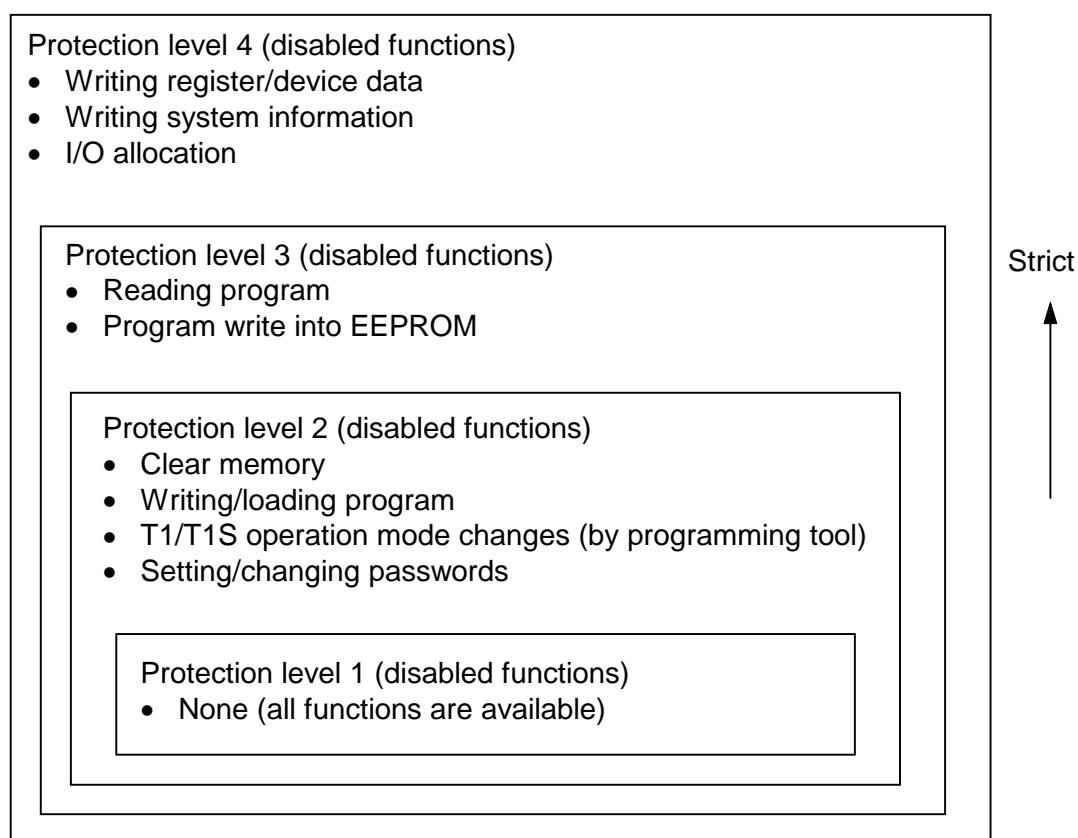 Protection level 4 (disabled functions)
• Writing register/device data
• Writing system information
• I/O allocation
Protection level 3 (disabled functions)
• Reading program
• Program write into EEPROM
Strict
Protection level 2 (disabled functions)
• Clear memory
• Writing/loading program
• T1/T1S operation mode changes (by programming tool)
• Setting/changing passwords
Protection level 1 (disabled functions)
• None (all functions are available)